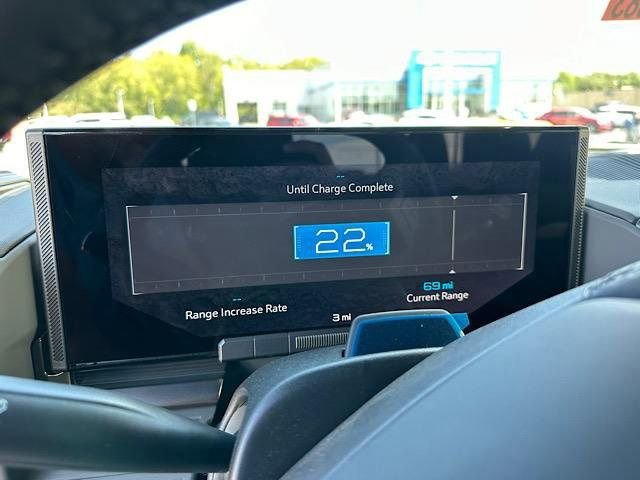 --
Until Charge Complete
22%
--
Range Increase Rate
3 mi
69 mi
Current Range